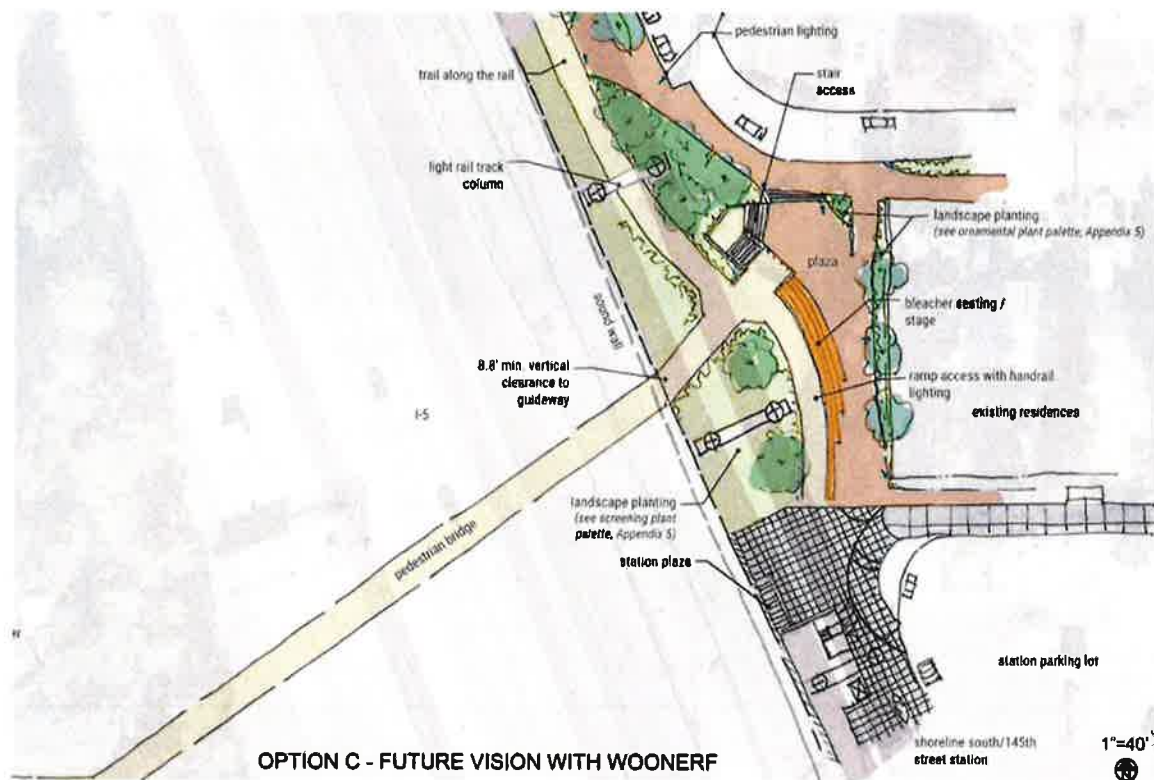 pedestrian lighting
trail along the rail
stair
access
light rail track
column
landscape planting
(see ornamental plant palette, Appendix 5)
plaza
sound wall
bleacher seating /
stage
8.8' min. vertical
clearance to
guideway
ramp access with handrail
lighting
I-5
existing residences
landscape planting
(see screening plant
palette, Appendix 5)
pedestrian bridge
station plaza
station parking lot
shoreline south/145th
street station
OPTION C - FUTURE VISION WITH WOONERF
1"=40'